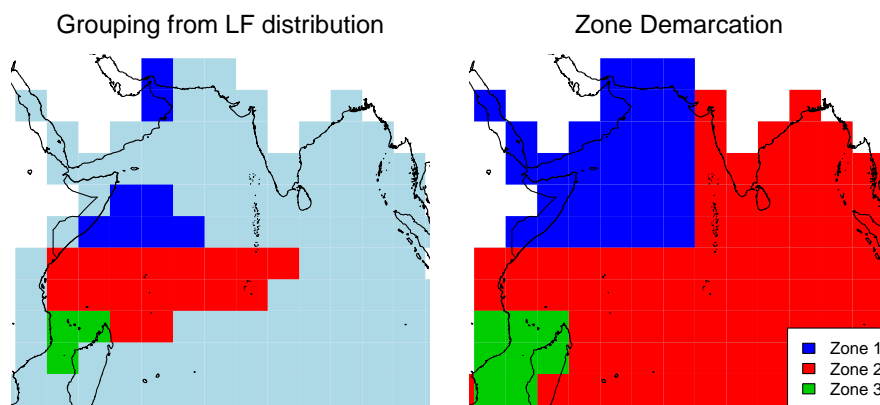 Grouping from LF distribution
Zone Demarcation
Zone 1
Zone 2
Zone 3